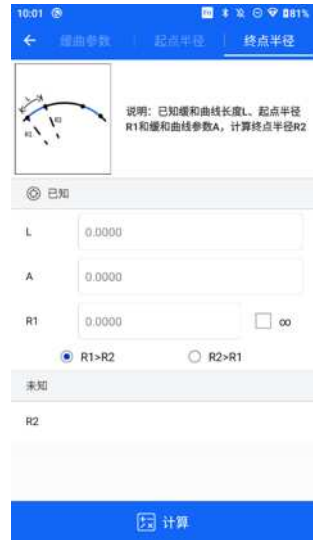 10:01 81%
缓曲参数 起点半径 终点半径
L
R1
R2
说明：已知缓和曲线长度L、起点半径
R1和缓和曲线参数A，计算终点半径R2
已知
L 0.0000
A 0.0000
R1 0.0000 ∞
R1>R2 R2>R1
未知
R2
计算